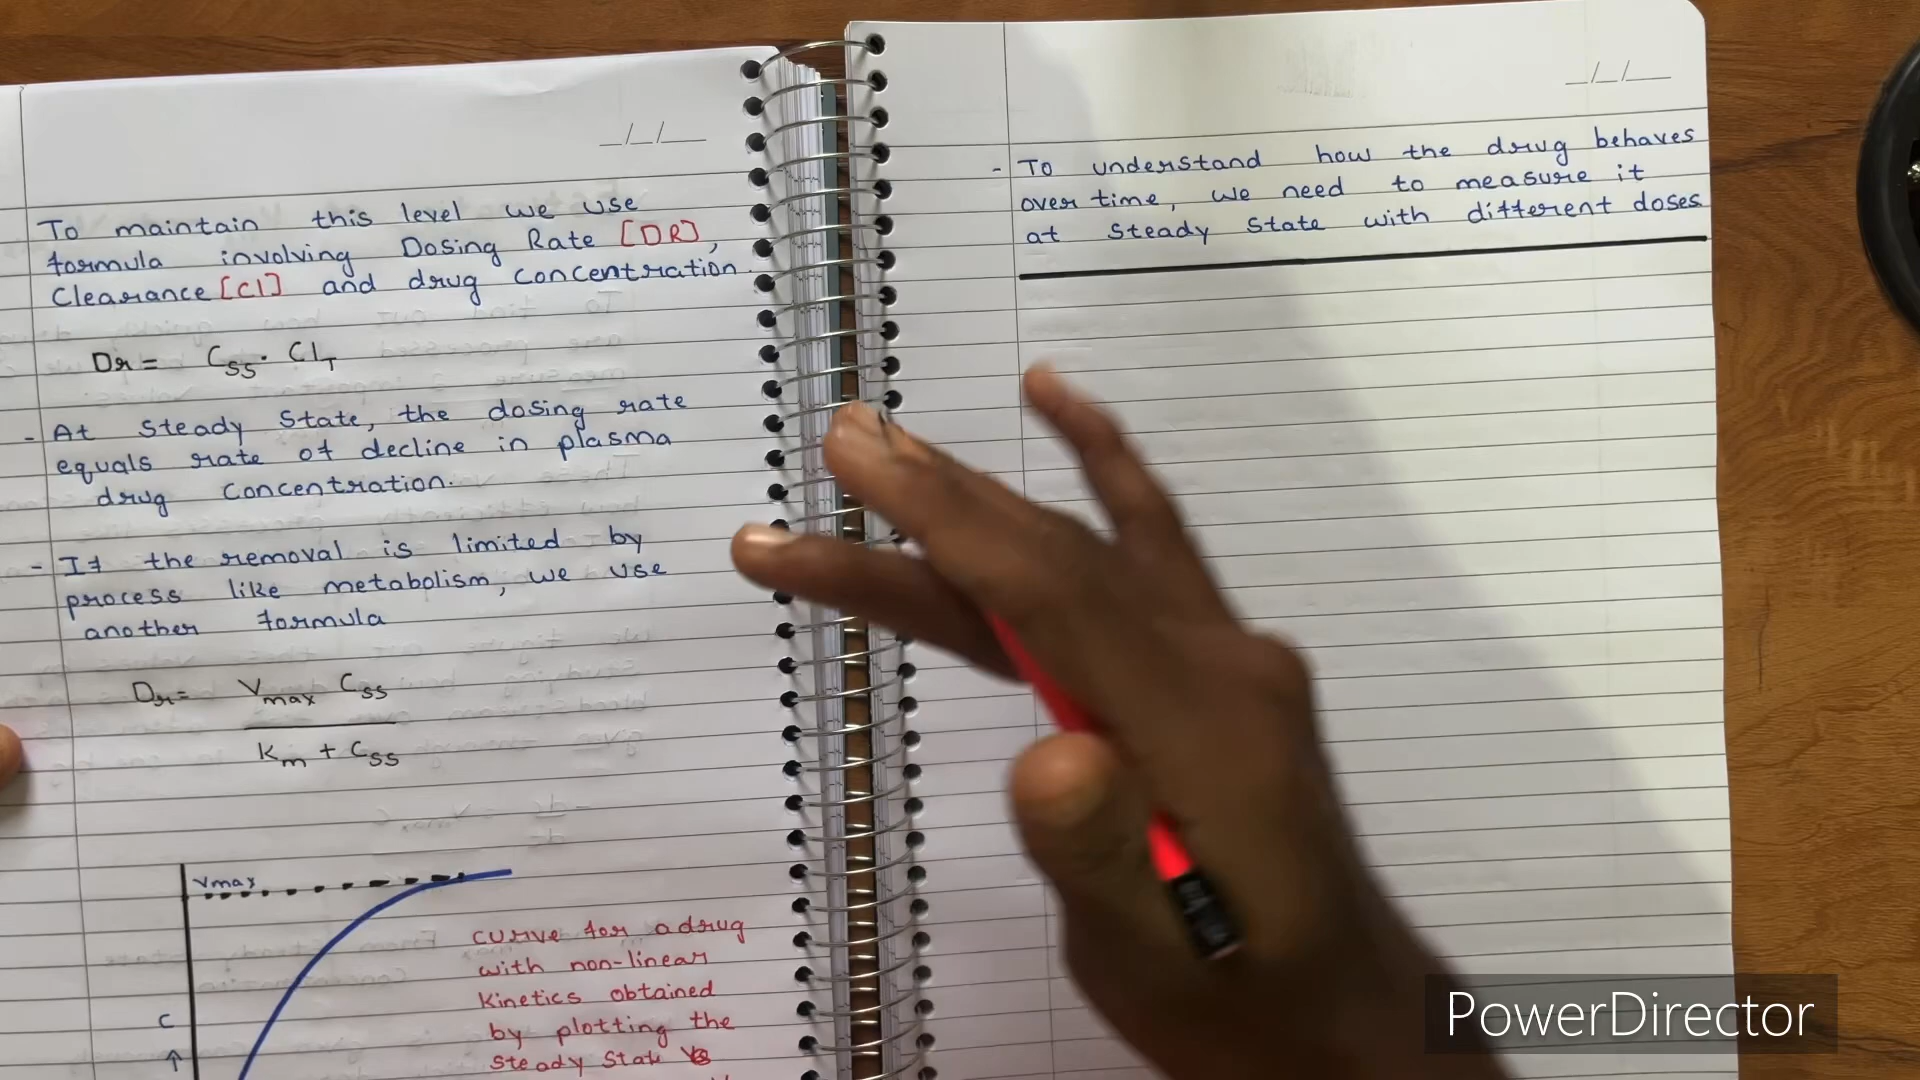 _/_/__
To maintain this level we use
formula involving Dosing Rate [DR],
Clearance [Cl] and drug concentration.
Dr = Css . ClT
- At steady state, the dosing rate
equals rate of decline in plasma
drug concentration.
- If the removal is limited by
process like metabolism, we use
another formula
Dr = Vmax Css
Km + Css
Vmax
C
↑
curve for a drug
with non-linear
kinetics obtained
by plotting the
steady state vs
_/_/__
- To understand how the drug behaves
over time, we need to measure it
at steady state with different doses
PowerDirector